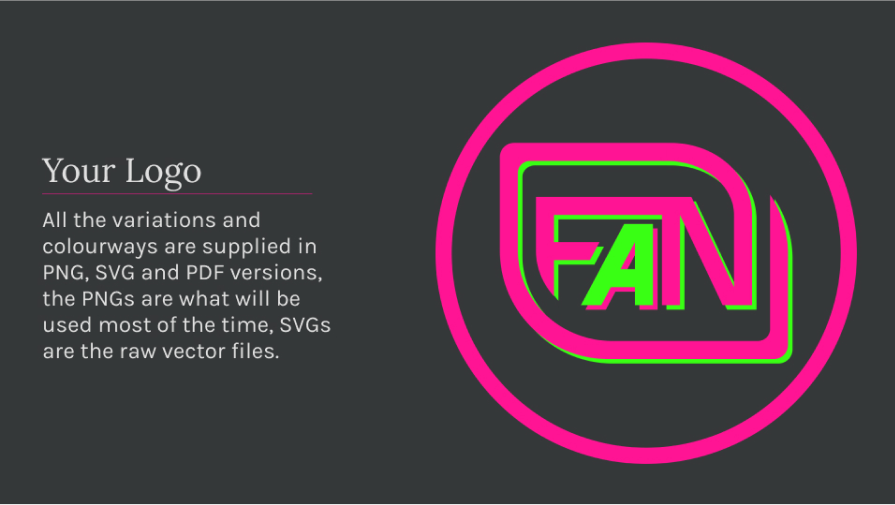 Your Logo
All the variations and
colourways are supplied in
PNG, SVG and PDF versions,
the PNGs are what will be
used most of the time, SVGs
are the raw vector files.
FAN